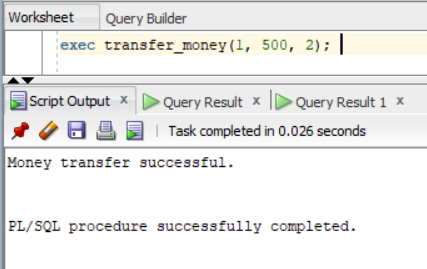 Worksheet Query Builder
exec transfer_money(1, 500, 2);
Script Output x Query Result x Query Result 1 x
Task completed in 0.026 seconds
Money transfer successful.
PL/SQL procedure successfully completed.